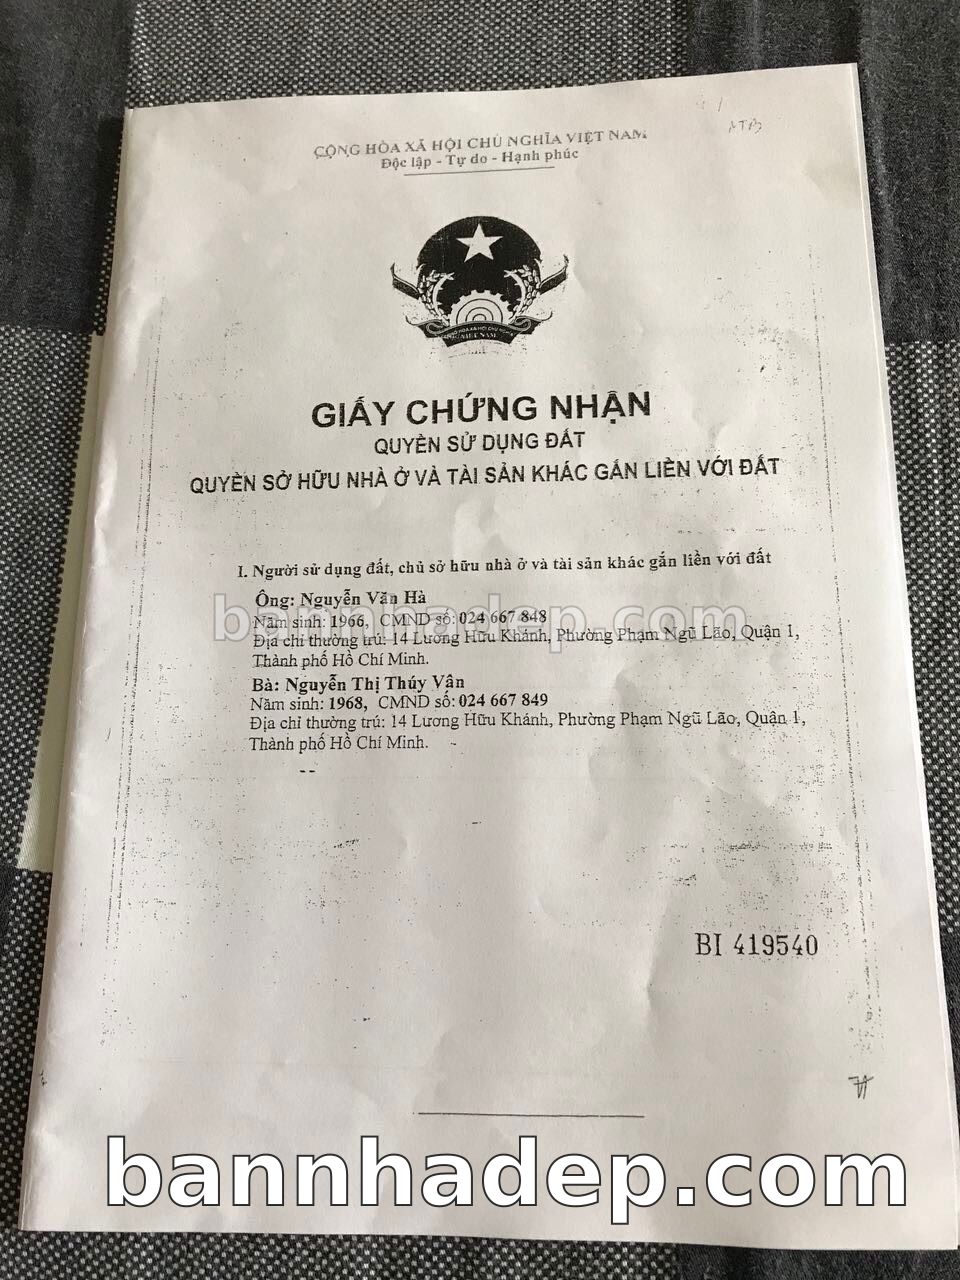 CỘNG HÒA XÃ HỘI CHỦ NGHĨA VIỆT NAM
Độc lập - Tự do - Hạnh phúc
VIỆT NAM
GIẤY CHỨNG NHẬN
QUYỀN SỬ DỤNG ĐẤT
QUYỀN SỞ HỮU NHÀ Ở VÀ TÀI SẢN KHÁC GẮN LIỀN VỚI ĐẤT
I. Người sử dụng đất, chủ sở hữu nhà ở và tài sản khác gắn liền với đất
Ông: Nguyễn Văn Hà
bannhadep.com
Năm sinh: 1966, CMND số: 024 667 848
Địa chỉ thường trú: 14 Lương Hữu Khánh, Phường Phạm Ngũ Lão, Quận 1,
Thành phố Hồ Chí Minh.
Bà: Nguyễn Thị Thúy Vân
Năm sinh: 1968, CMND số: 024 667 849
Địa chỉ thường trú: 14 Lương Hữu Khánh, Phường Phạm Ngũ Lão, Quận 1,
Thành phố Hồ Chí Minh.
BI 419540
bannhadep.com